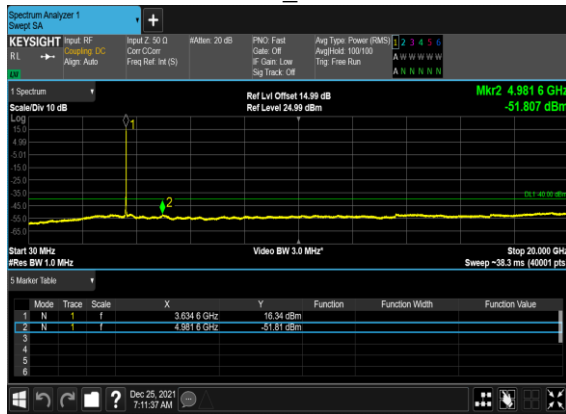 Spectrum Analyzer 1
Swept SA
+
KEYSIGHT Input: RF Input Z: 50 Ω #Atten: 20 dB PNO: Fast Avg Type: Power (RMS) 1 2 3 4 5 6
RL Coupling: DC Corr CCorr Gate: Off Avg|Hold: 100/100 A W W W W W
Align: Auto Freq Ref: Int (S) IF Gain: Low Trig: Free Run
Sig Track: Off A N N N N N
1 Spectrum Ref Lvl Offset 14.99 dB Mkr2 4.981 6 GHz
Scale/Div 10 dB Ref Level 24.99 dBm -51.807 dBm
Log
15.0
4.99
-5.01
-15.0
-25.0
-35.0
-45.0
-55.0
-65.0
1
2
Start 30 MHz Video BW 3.0 MHz* Stop 20.000 GHz
#Res BW 1.0 MHz Sweep ~38.3 ms (40001 pts)
5 Marker Table
Mode Trace Scale X Y Function Function Width Function Value
1 N 1 f 3.634 6 GHz 16.34 dBm
2 N 1 f 4.981 6 GHz -51.81 dBm
3
4
5
6
? Dec 25, 2021
7:11:37 AM